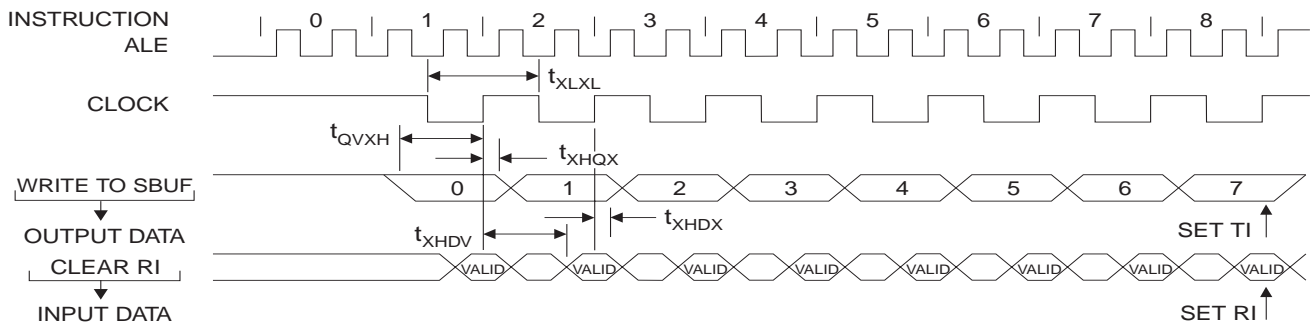 INSTRUCTION 0 1 2 3 4 5 6 7 8
ALE
tXLXL
CLOCK
tQVXH
tXHQX
WRITE TO SBUF 0 1 2 3 4 5 6 7
tXHDX
OUTPUT DATA
tXHDV
SET TI
CLEAR RI VALID VALID VALID VALID VALID VALID VALID VALID
INPUT DATA
SET RI